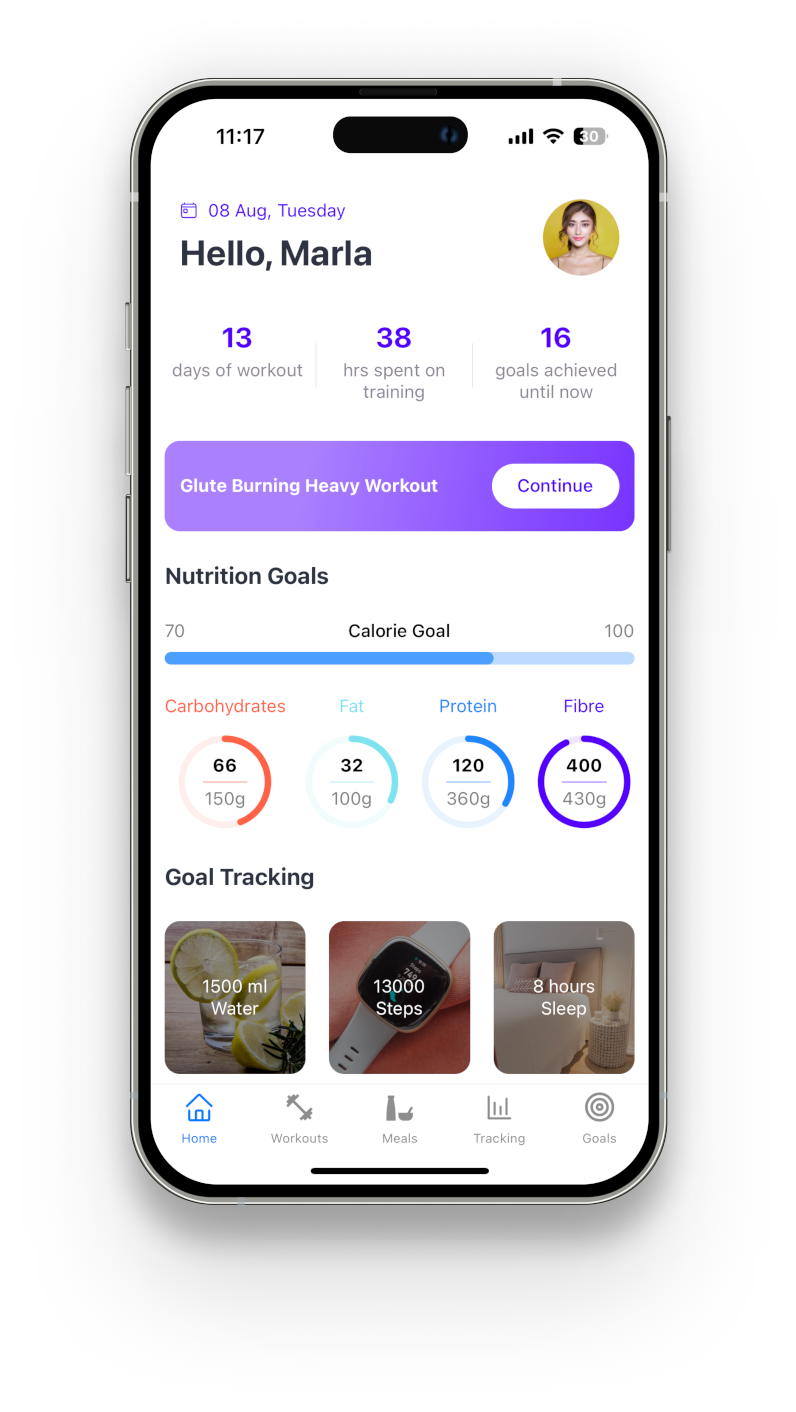 11:17
30
08 Aug, Tuesday
Hello, Marla
13
days of workout
38
hrs spent on
training
16
goals achieved
until now
Glute Burning Heavy Workout
Continue
Nutrition Goals
70
Calorie Goal
100
Carbohydrates
Fat
Protein
Fibre
66
150g
32
100g
120
360g
400
430g
Goal Tracking
1500 ml
Water
Steps
13000
Steps
8 hours
Sleep
Home
Workouts
Meals
Tracking
Goals